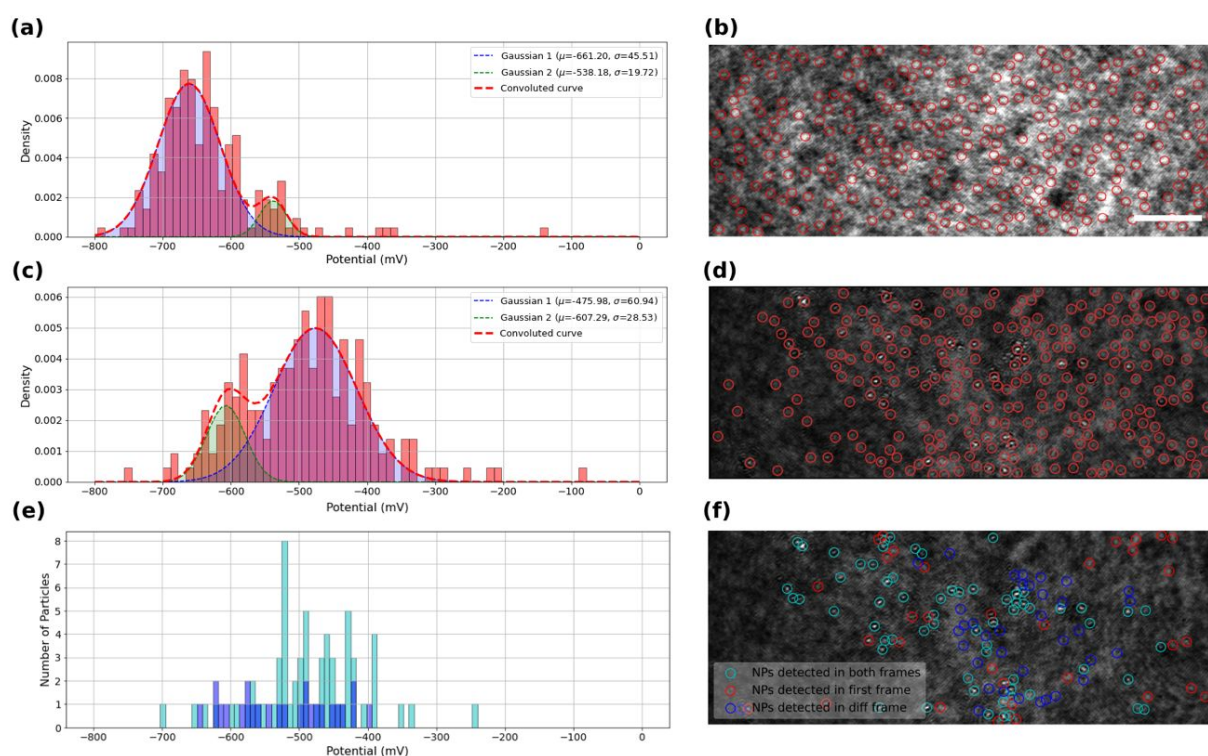 (a)
Gaussian 1 (μ=-661.20, σ=45.51)
Gaussian 2 (μ=-538.18, σ=19.72)
Convoluted curve
Density
0.008
0.006
0.004
0.002
0.000
−800 −700 −600 −500 −400 −300 −200 −100 0
Potential (mV)
(b)
(c)
Gaussian 1 (μ=-475.98, σ=60.94)
Gaussian 2 (μ=-607.29, σ=28.53)
Convoluted curve
Density
0.006
0.005
0.004
0.003
0.002
0.001
0.000
−800 −700 −600 −500 −400 −300 −200 −100 0
Potential (mV)
(d)
(e)
Number of Particles
8
7
6
5
4
3
2
1
0
−800 −700 −600 −500 −400 −300 −200 −100 0
Potential (mV)
(f)
NPs detected in both frames
NPs detected in first frame
NPs detected in diff frame